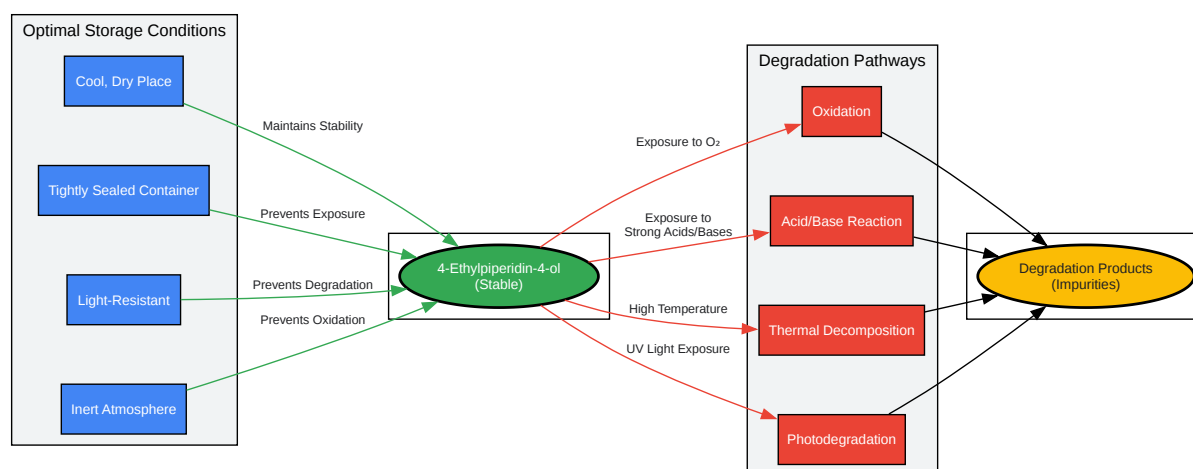 Optimal Storage Conditions
Cool, Dry Place
Tightly Sealed Container
Light-Resistant
Inert Atmosphere
Maintains Stability
Prevents Exposure
Prevents Degradation
Prevents Oxidation
4-Ethylpiperidin-4-ol
(Stable)
Exposure to O₂
Exposure to
Strong Acids/Bases
High Temperature
UV Light Exposure
Degradation Pathways
Oxidation
Acid/Base Reaction
Thermal Decomposition
Photodegradation
Degradation Products
(Impurities)